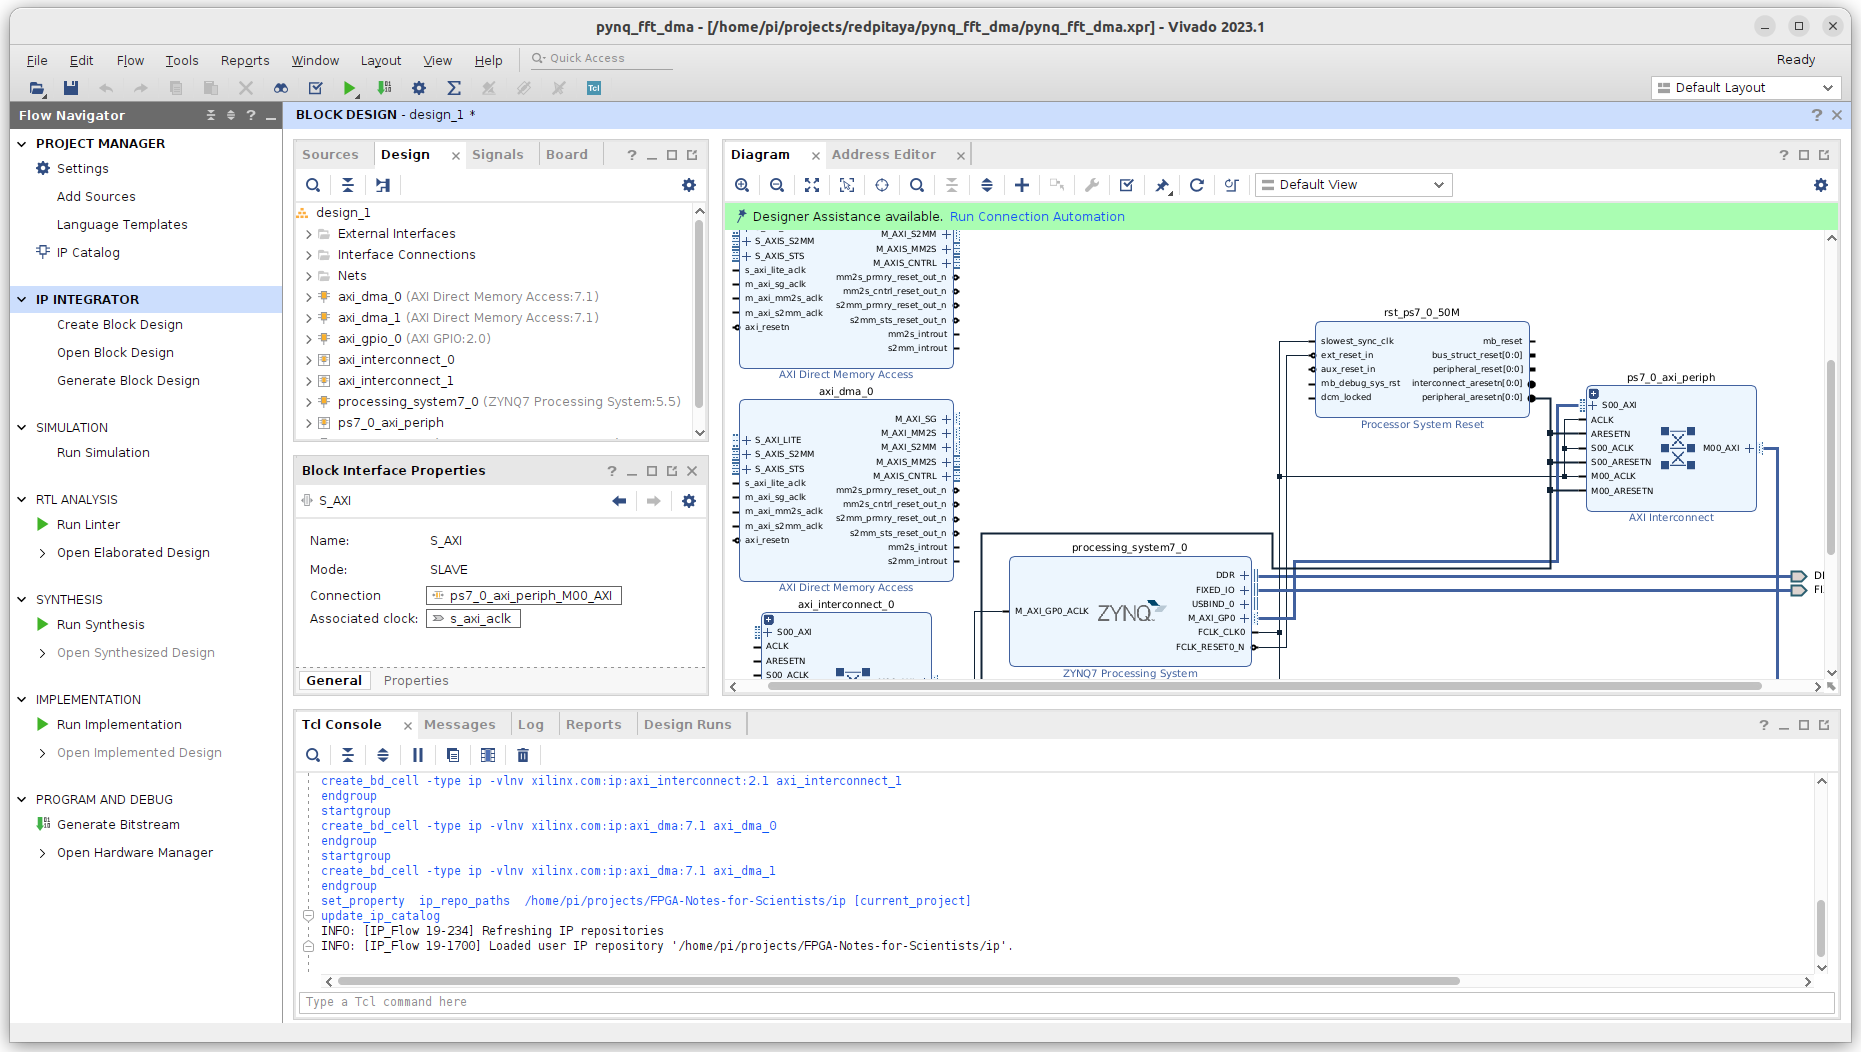 pynq_fft_dma - [/home/pi/projects/redpitaya/pynq_fft_dma/pynq_fft_dma.xpr] - Vivado 2023.1
File Edit Flow Tools Reports Window Layout View Help Quick Access Ready
Tcl Default Layout
Flow Navigator ?
PROJECT MANAGER
Settings
Add Sources
Language Templates
IP Catalog
IP INTEGRATOR
Create Block Design
Open Block Design
Generate Block Design
SIMULATION
Run Simulation
RTL ANALYSIS
Run Linter
Open Elaborated Design
SYNTHESIS
Run Synthesis
Open Synthesized Design
IMPLEMENTATION
Run Implementation
Open Implemented Design
PROGRAM AND DEBUG
Generate Bitstream
Open Hardware Manager
BLOCK DESIGN - design_1 *
Sources Design Signals Board
design_1
External Interfaces
Interface Connections
Nets
axi_dma_0 (AXI Direct Memory Access:7.1)
axi_dma_1 (AXI Direct Memory Access:7.1)
axi_gpio_0 (AXI GPIO:2.0)
axi_interconnect_0
axi_interconnect_1
processing_system7_0 (ZYNQ7 Processing System:5.5)
ps7_0_axi_periph
Block Interface Properties
S_AXI
Name: S_AXI
Mode: SLAVE
Connection ps7_0_axi_periph_M00_AXI
Associated clock: s_axi_aclk
General Properties
Diagram Address Editor
Default View
Designer Assistance available. Run Connection Automation
M_AXI_S2MM
S_AXIS_S2MM
M_AXIS_MM2S
S_AXIS_STS
M_AXIS_CNTRL
s_axi_lite_aclk
mm2s_prmry_reset_out_n
m_axi_sg_aclk
mm2s_cntrl_reset_out_n
m_axi_mm2s_aclk
s2mm_prmry_reset_out_n
m_axi_s2mm_aclk
s2mm_sts_reset_out_n
axi_resetn
mm2s_introut
s2mm_introut
AXI Direct Memory Access
axi_dma_0
M_AXI_SG
M_AXI_MM2S
S_AXI_LITE
M_AXI_S2MM
S_AXIS_S2MM
M_AXIS_MM2S
S_AXIS_STS
M_AXIS_CNTRL
s_axi_lite_aclk
mm2s_prmry_reset_out_n
m_axi_sg_aclk
mm2s_cntrl_reset_out_n
m_axi_mm2s_aclk
s2mm_prmry_reset_out_n
m_axi_s2mm_aclk
s2mm_sts_reset_out_n
axi_resetn
mm2s_introut
s2mm_introut
AXI Direct Memory Access
axi_interconnect_0
S00_AXI
ACLK
ARESETN
S00 ACLK
rst_ps7_0_50M
slowest_sync_clk mb_reset
ext_reset_in bus_struct_reset[0:0]
aux_reset_in peripheral_reset[0:0]
mb_debug_sys_rst interconnect_aresetn[0:0]
dcm_locked peripheral_aresetn[0:0]
Processor System Reset
ps7_0_axi_periph
S00_AXI
ACLK
ARESETN
S00_ACLK M00_AXI
S00_ARESETN
M00_ACLK
M00_ARESETN
AXI Interconnect
processing_system7_0
DDR
FIXED_IO
USBIND_0
M_AXI_GP0_ACLK ZYNQ M_AXI_GP0
FCLK_CLK0
FCLK_RESET0_N
ZYNQ7 Processing System
Tcl Console Messages Log Reports Design Runs
create_bd_cell -type ip -vlnv xilinx.com:ip:axi_interconnect:2.1 axi_interconnect_1
endgroup
startgroup
create_bd_cell -type ip -vlnv xilinx.com:ip:axi_dma:7.1 axi_dma_0
endgroup
startgroup
create_bd_cell -type ip -vlnv xilinx.com:ip:axi_dma:7.1 axi_dma_1
endgroup
set_property ip_repo_paths /home/pi/projects/FPGA-Notes-for-Scientists/ip [current_project]
update_ip_catalog
INFO: [IP_Flow 19-234] Refreshing IP repositories
INFO: [IP_Flow 19-1700] Loaded user IP repository '/home/pi/projects/FPGA-Notes-for-Scientists/ip'.
Type a Tcl command here